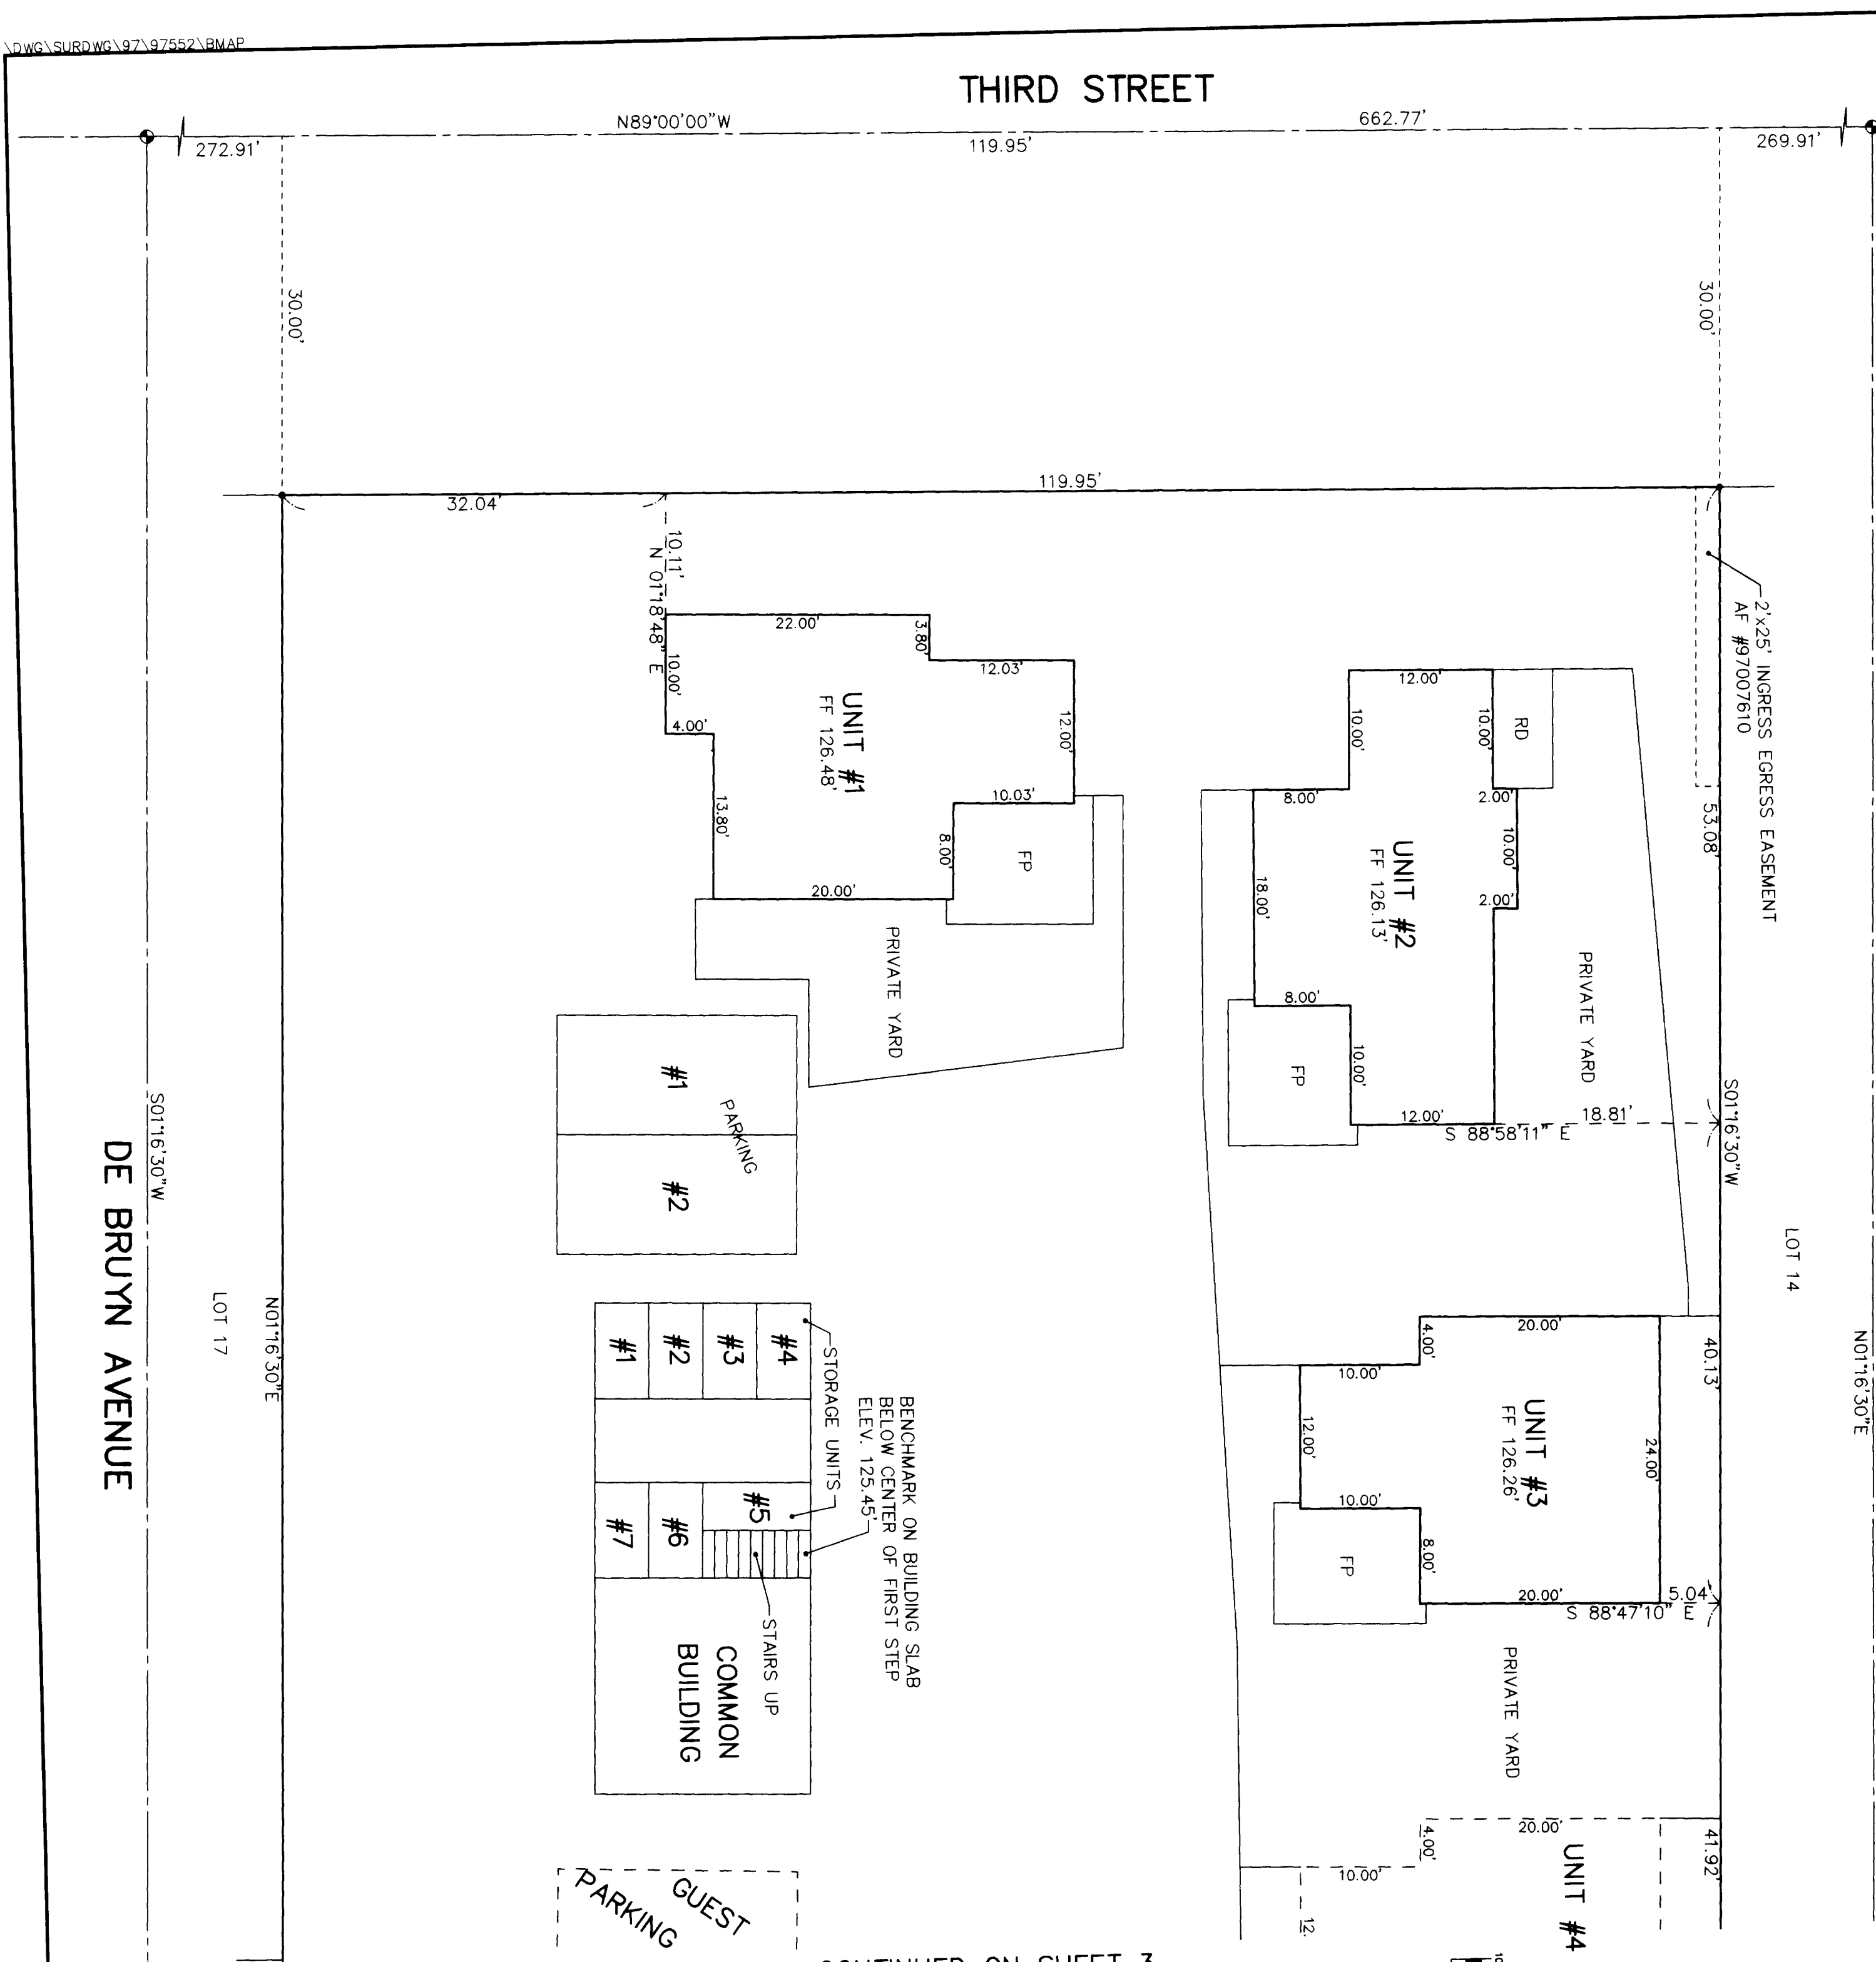 \DWG\SURDWG\97\97552\BMAP
THIRD STREET
N89°00'00"W
662.77'
272.91'
119.95'
269.91'
30.00'
30.00'
119.95'
32.04'
10.11'
N 01°18'48" E
2'x25' INGRESS EGRESS EASEMENT
AF #97007610
22.00'
3.80'
12.03'
10.00'
4.00'
12.00'
UNIT #1
FF 126.48'
13.80'
10.03'
8.00'
FP
20.00'
PRIVATE YARD
12.00'
10.00'
10.00'
RD
8.00'
2.00'
10.00'
2.00'
53.08'
UNIT #2
FF 126.13'
18.00'
8.00'
10.00'
FP
12.00'
PRIVATE YARD
18.81'
S 88°58'11" E
S01°16'30"W
#1
PARKING
#2
S01°16'30"W
DE BRUYN AVENUE
LOT 17
N01°16'30"E
LOT 14
N01°16'30"E
#1
#2
#3
#4
STORAGE UNITS
BENCHMARK ON BUILDING SLAB
BELOW CENTER OF FIRST STEP
ELEV. 125.45'
#5
#6
#7
STAIRS UP
COMMON
BUILDING
20.00'
4.00'
10.00'
40.13'
12.00'
UNIT #3
FF 126.26'
24.00'
10.00'
8.00'
FP
20.00'
5.04'
S 88°47'10" E
PRIVATE YARD
20.00'
4.00'
10.00'
41.92'
12.
UNIT #4
GUEST
PARKING
CONTINUED ON SHEET 3